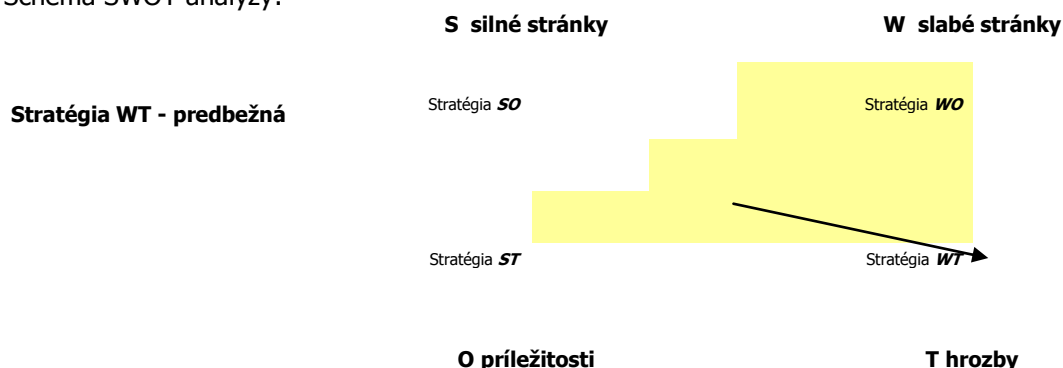 Schéma SWOT analýzy:
S silné stránky W slabé stránky
Stratégia WT - predbežná
Stratégia SO Stratégia WO
Stratégia ST Stratégia WT
O príležitosti T hrozby